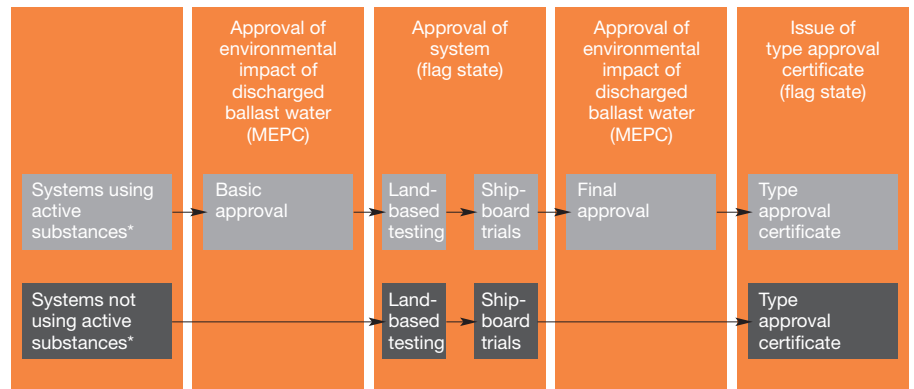 Approval of
environmental
impact of
discharged
ballast water
(MEPC)
Approval of
system
(flag state)
Approval of
environmental
impact of
discharged
ballast water
(MEPC)
Issue of
type approval
certificate
(flag state)
Systems using
active
substances*
Basic
approval
Land-
based
testing
Ship-
board
trials
Final
approval
Type
approval
certificate
Systems not
using active
substances*
Land-
based
testing
Ship-
board
trials
Type
approval
certificate